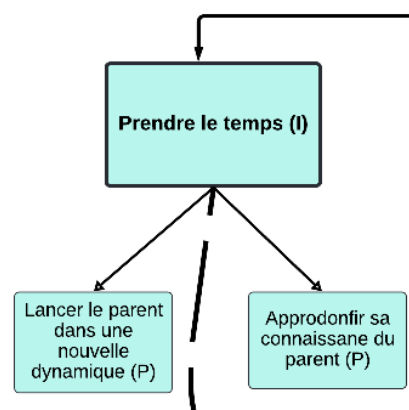 Prendre le temps (I)
Lancer le parent
dans une
nouvelle
dynamique (P)
Approdonfir sa
connaissane du
parent (P)